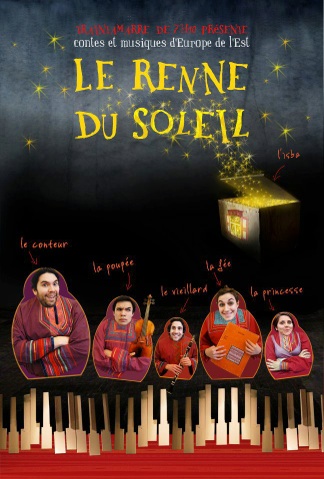 PRÉSENTE
contes et musiques d'Europe de l'Est
LE RENNE
DU SOLEIL
l'isba
le conteur
la poupée
la fée
le vieillard
la princesse